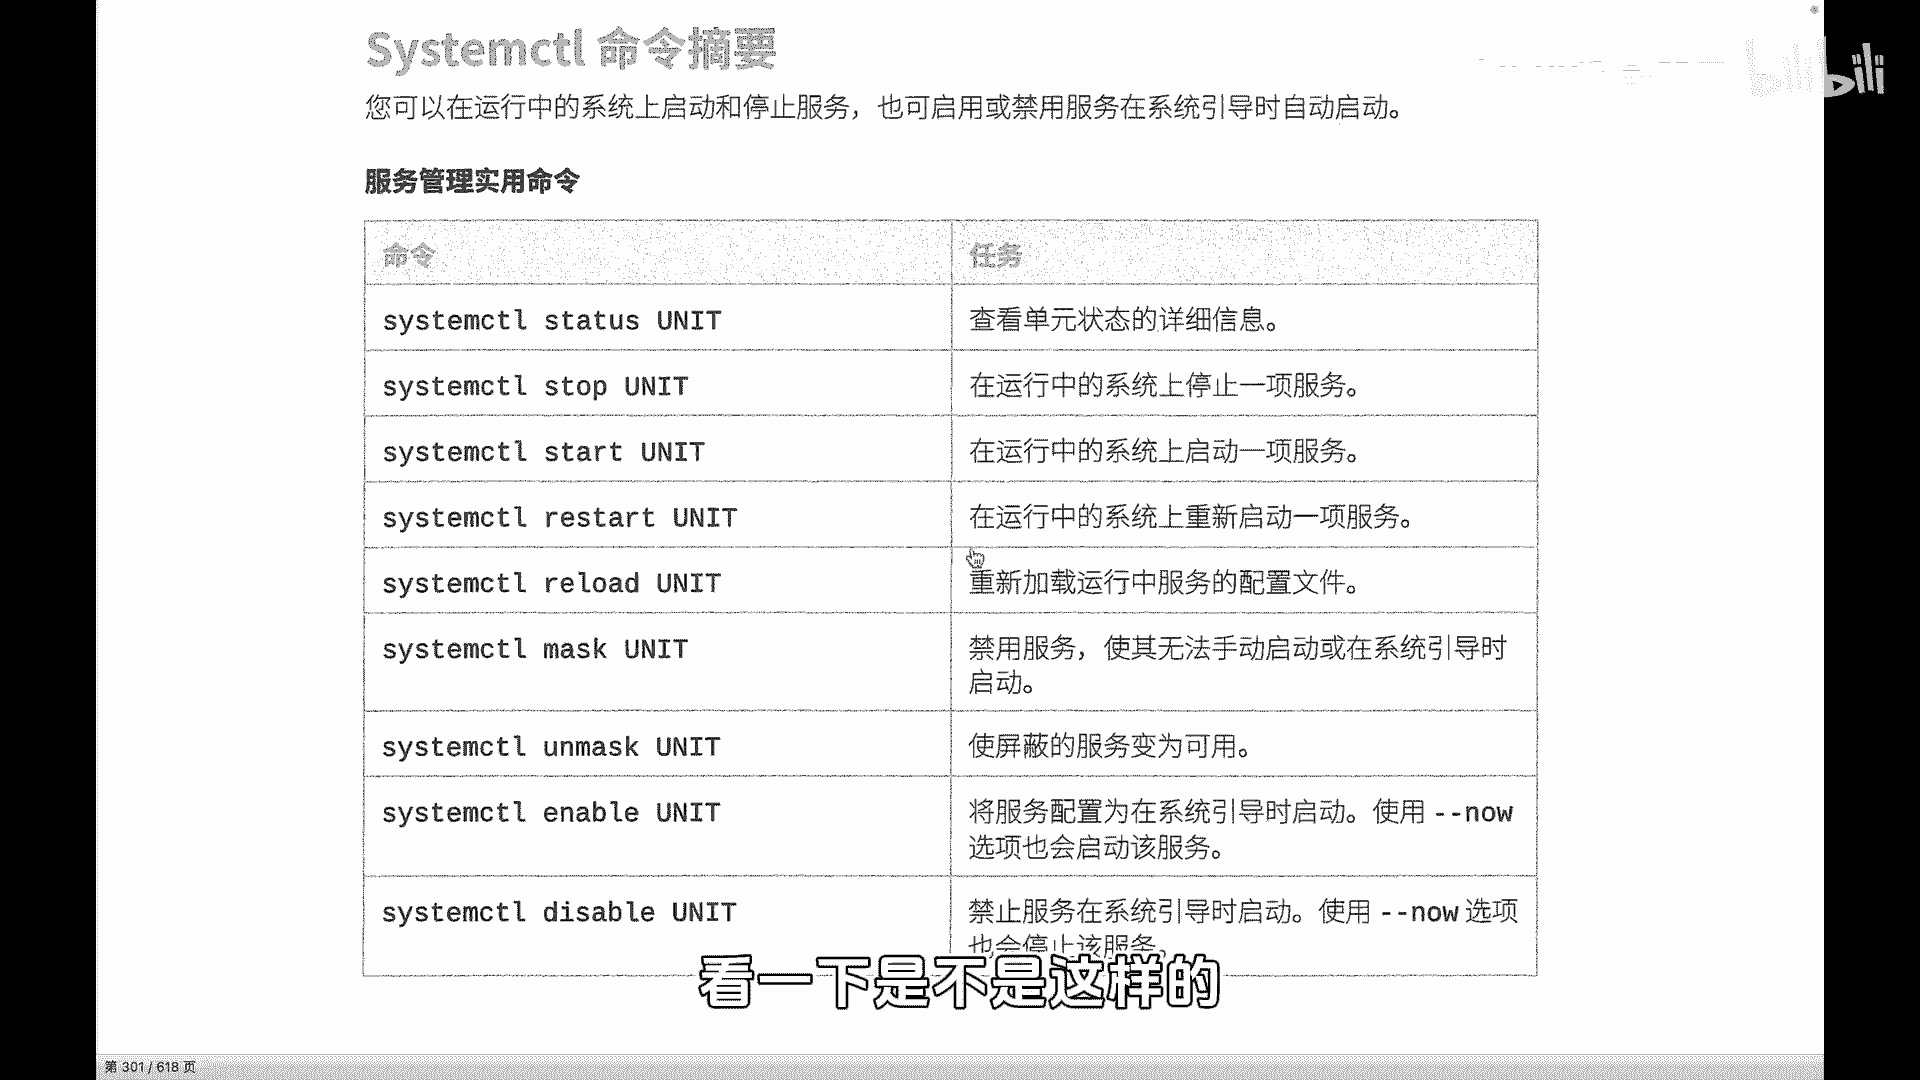 Systemctl 命令摘要
bilibili
您可以在运行中的系统上启动和停止服务，也可启用或禁用服务在系统引导时自动启动。
服务管理实用命令
命令 任务
systemctl status UNIT 查看单元状态的详细信息。
systemctl stop UNIT 在运行中的系统上停止一项服务。
systemctl start UNIT 在运行中的系统上启动一项服务。
systemctl restart UNIT 在运行中的系统上重新启动一项服务。
systemctl reload UNIT 重新加载运行中服务的配置文件。
systemctl mask UNIT 禁用服务，使其无法手动启动或在系统引导时
启动。
systemctl unmask UNIT 使屏蔽的服务变为可用。
systemctl enable UNIT 将服务配置为在系统引导时启动。使用 --now
选项也会启动该服务。
systemctl disable UNIT 禁止服务在系统引导时启动。使用 --now 选项
也会停止该服务。
看一下是不是这样的
第 301 / 618 页